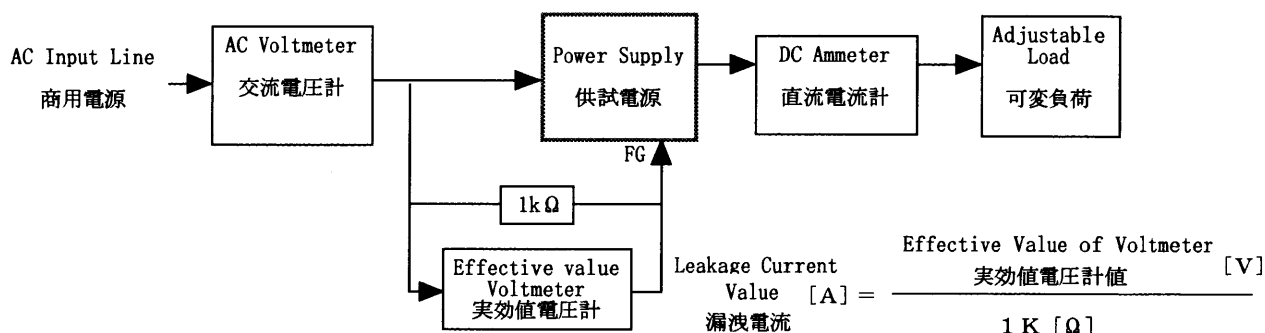 AC Input Line
商用電源
AC Voltmeter
交流電圧計
Power Supply
供試電源
DC Ammeter
直流電流計
Adjustable
Load
可変負荷
FG
1kΩ
Effective value
Voltmeter
実効値電圧計
Leakage Current
Value [A] =
漏洩電流
Effective Value of Voltmeter
実効値電圧計値 [V]
1 K [Ω]